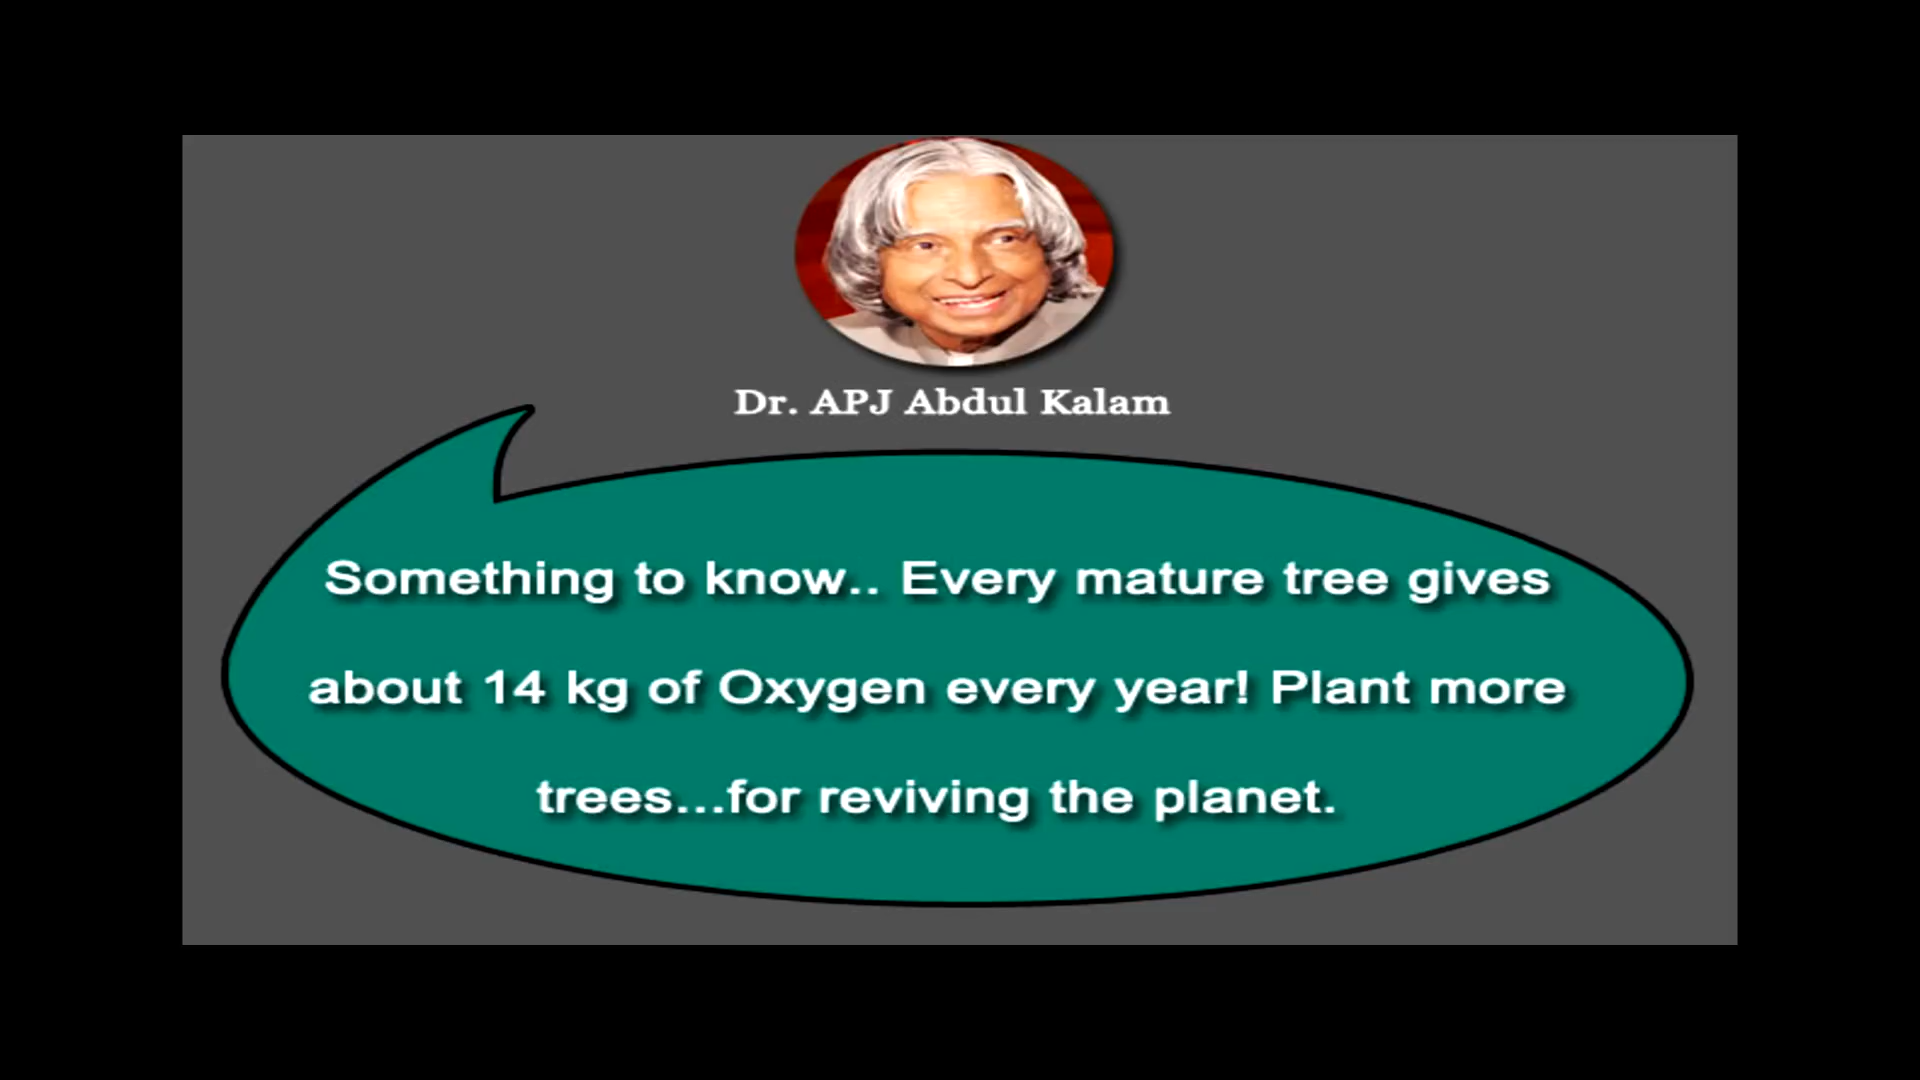 Dr. APJ Abdul Kalam
Something to know.. Every mature tree gives
about 14 kg of Oxygen every year! Plant more
trees...for reviving the planet.